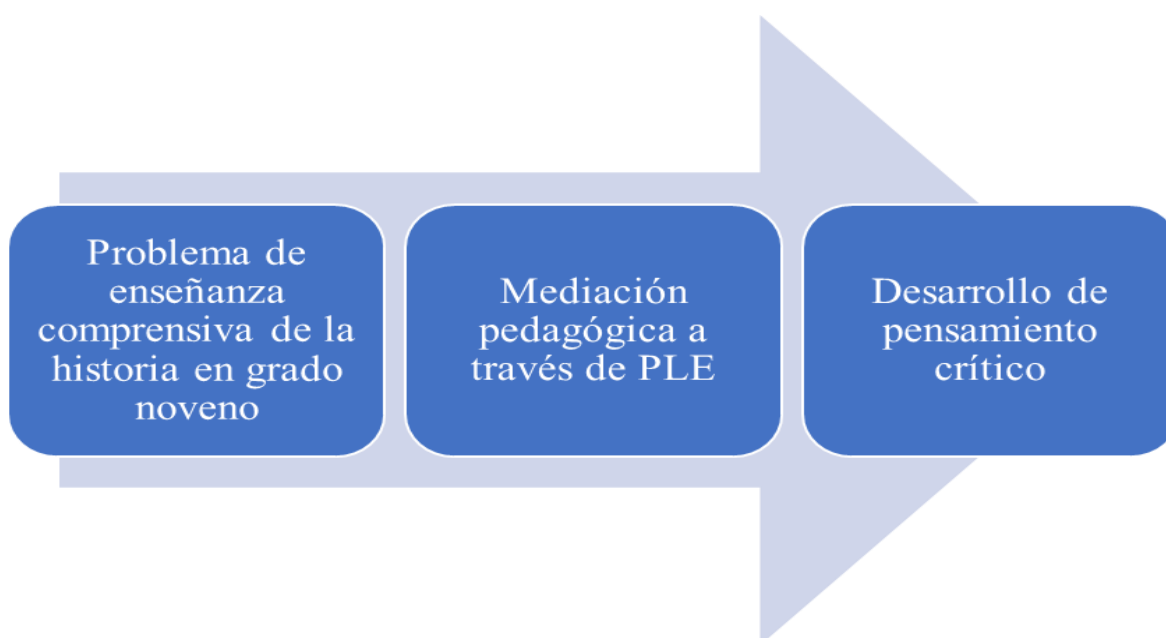 Problema de
enseñanza
comprensiva de la
historia en grado
noveno
Mediación
pedagógica a
través de PLE
Desarrollo de
pensamiento
crítico